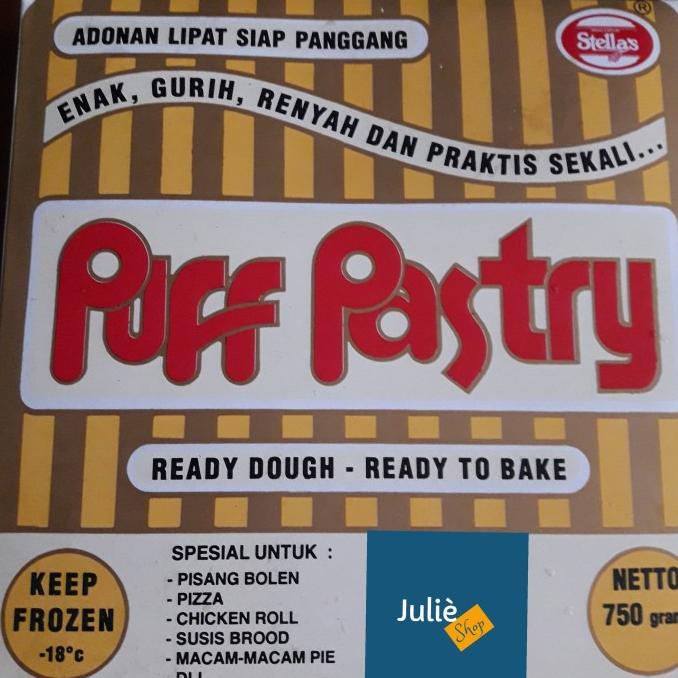 ADONAN LIPAT SIAP PANGGANG
®
Stella's
ENAK, GURIH, RENYAH DAN PRAKTIS SEKALI...
Puff Pastry
READY DOUGH - READY TO BAKE
KEEP
FROZEN
-18°c
SPESIAL UNTUK :
- PISANG BOLEN
- PIZZA
- CHICKEN ROLL
- SUSIS BROOD
- MACAM-MACAM PIE
DLL
Juliè
Shop
NETTO
750 gram